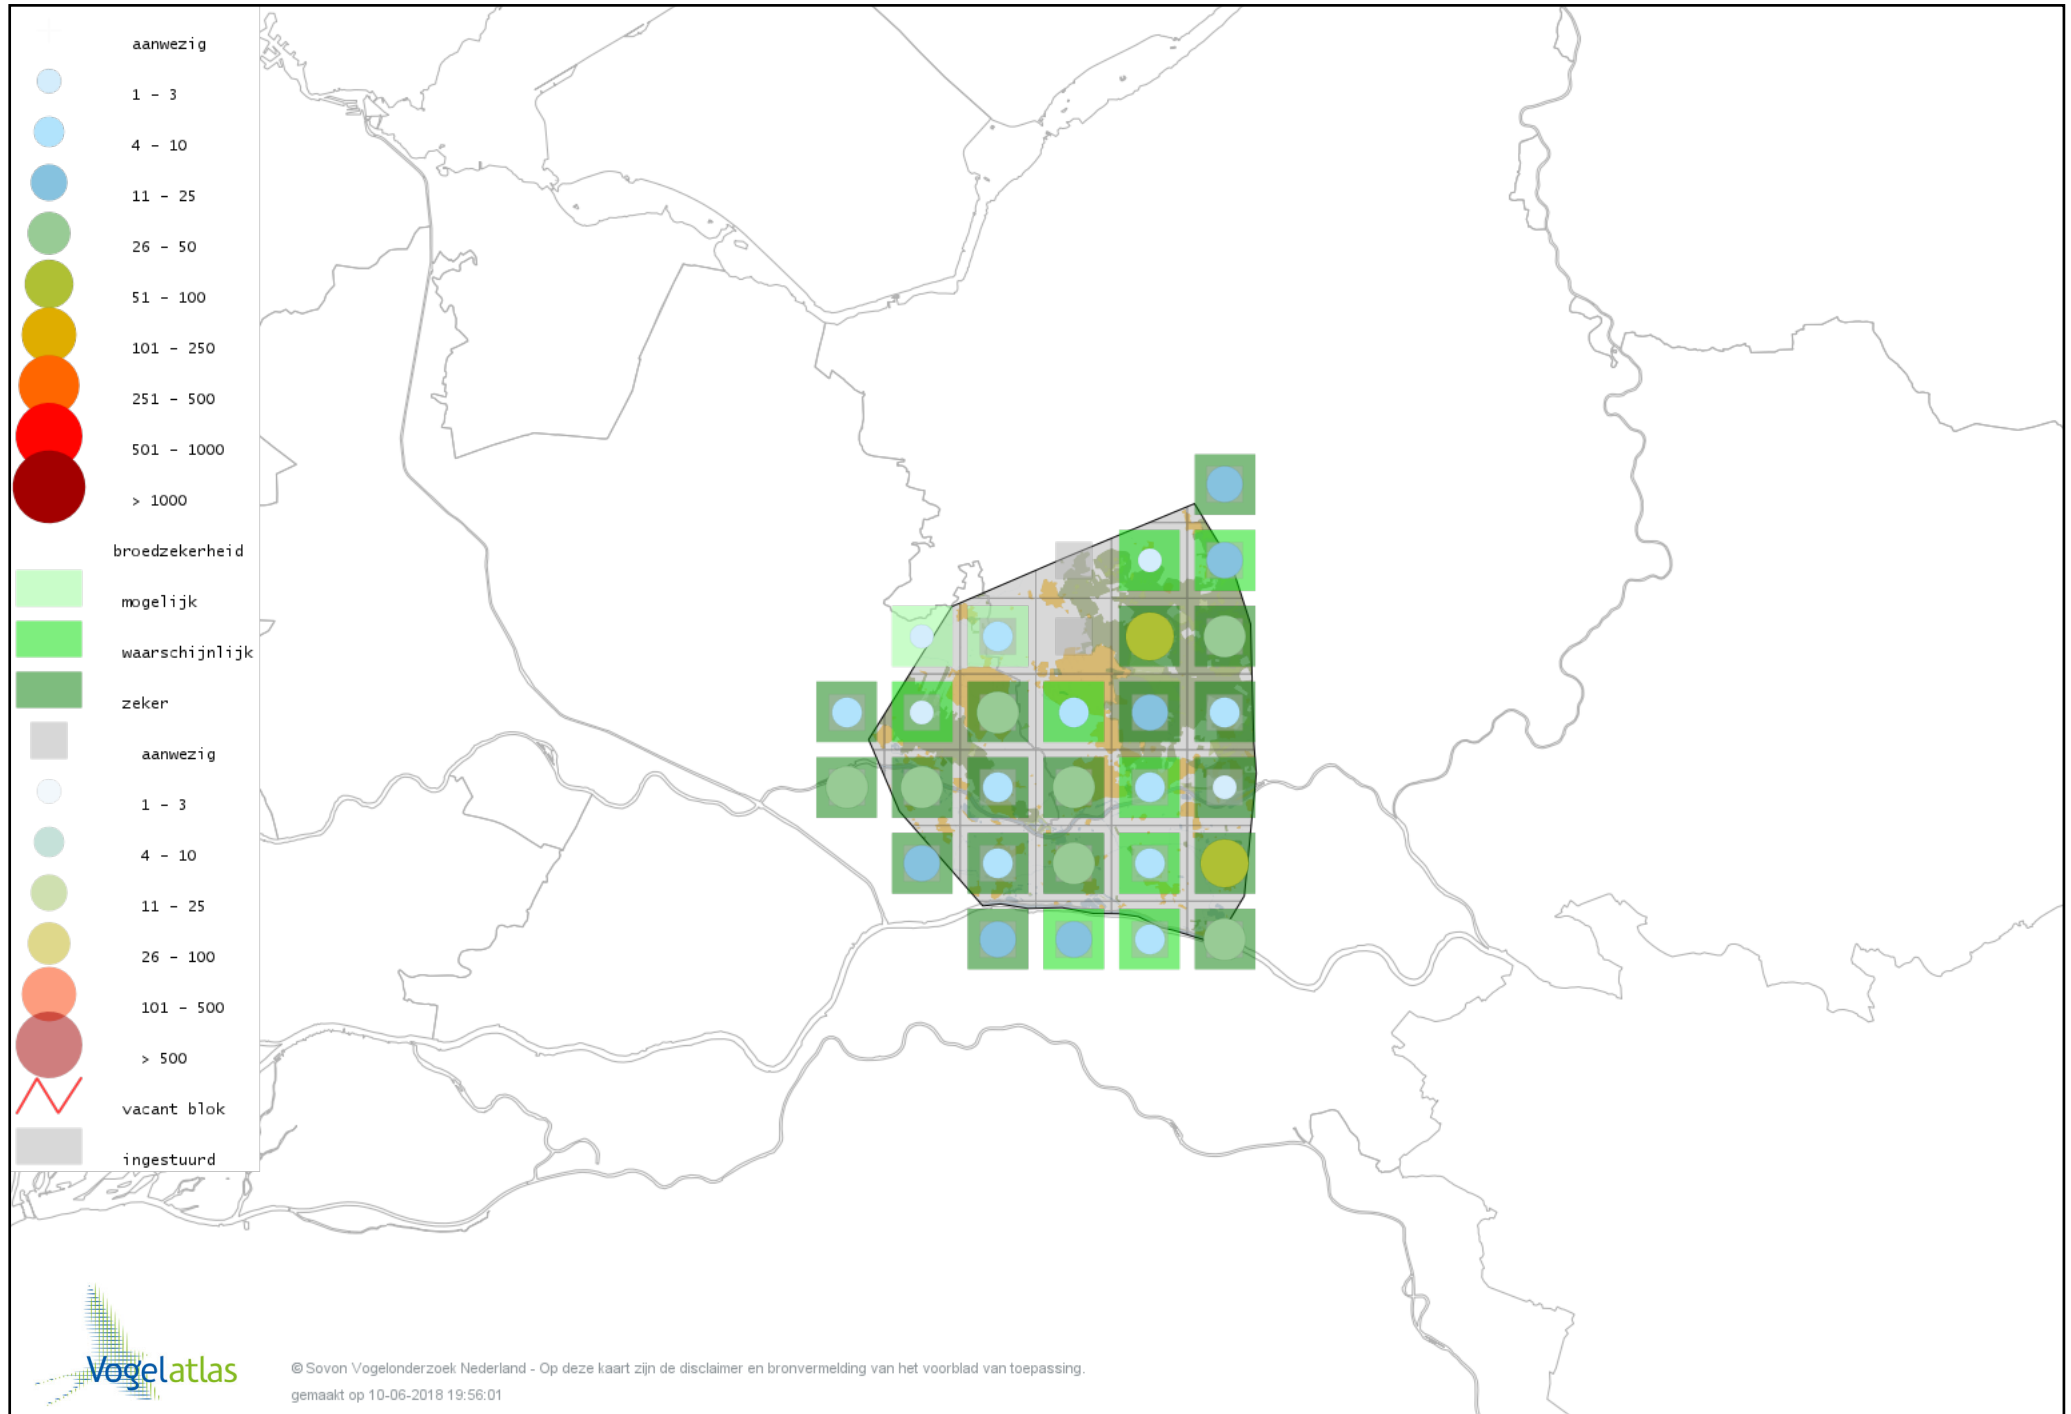 aanwezig
1 - 3
4 - 10
11 - 25
26 - 50
51 - 100
101 - 250
251 - 500
501 - 1000
> 1000
broedzekerheid
mogelijk
waarschijnlijk
zeker
aanwezig
1 - 3
4 - 10
11 - 25
26 - 100
101 - 500
> 500
vacant blok
ingestuurd
Vogelatlas
© Sovon Vogelonderzoek Nederland - Op deze kaart zijn de disclaimer en bronvermelding van het voorblad van toepassing.
gemaakt op 10-06-2018 19:56:01